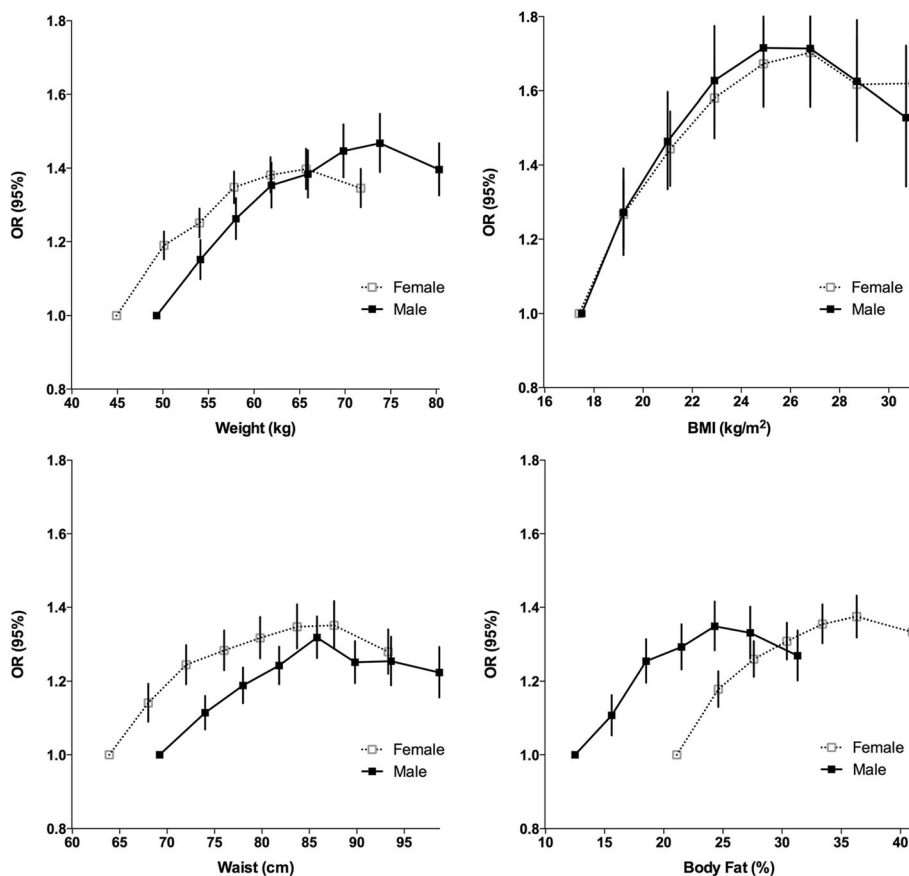 1.8
1.6
1.4
1.2
1.0
0.8
OR (95%)
Female
Male
40 45 50 55 60 65 70 75 80
Weight (kg)
1.8
1.6
1.4
1.2
1.0
0.8
OR (95%)
Female
Male
16 18 20 22 24 26 28 30
BMI (kg/m²)
1.8
1.6
1.4
1.2
1.0
0.8
OR (95%)
Female
Male
60 65 70 75 80 85 90 95
Waist (cm)
1.8
1.6
1.4
1.2
1.0
0.8
OR (95%)
Female
Male
10 15 20 25 30 35 40
Body Fat (%)